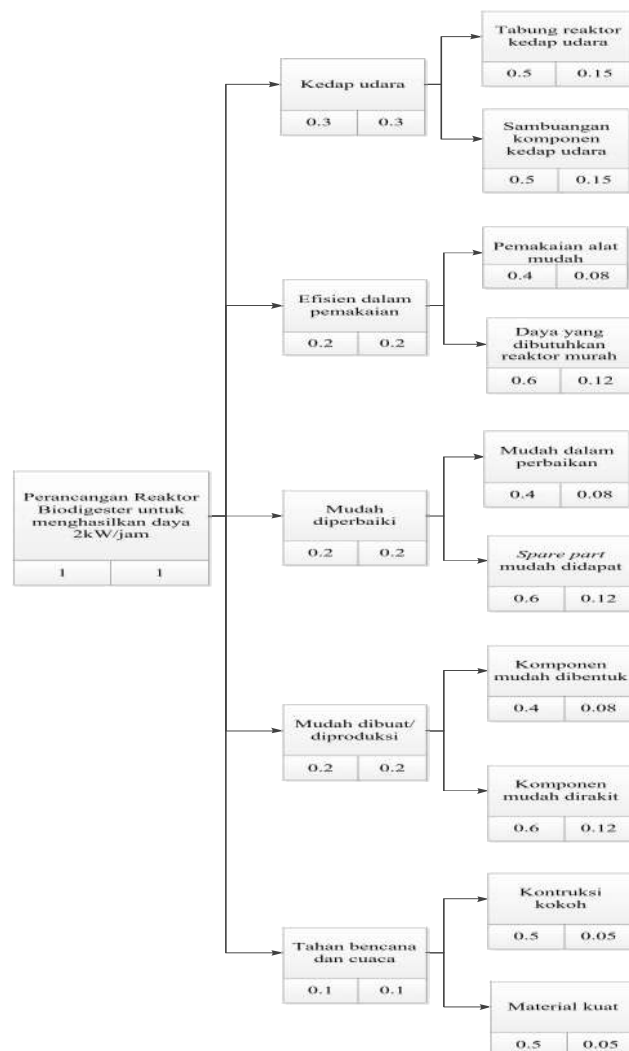 Tabung reaktor
kedap udara
0.5 0.15
Kedap udara
0.3 0.3
Sambuangan
komponen
kedap udara
0.5 0.15
Pemakaian alat
mudah
0.4 0.08
Efisien dalam
pemakaian
0.2 0.2
Daya yang
dibutuhkan
reaktor murah
0.6 0.12
Mudah dalam
perbaikan
0.4 0.08
Perancangan Reaktor
Biodigester untuk
menghasilkan daya
2kW/jam
1 1
Mudah
diperbaiki
0.2 0.2
Spare part
mudah didapat
0.6 0.12
Komponen
mudah dibentuk
0.4 0.08
Mudah dibuat/
diproduksi
0.2 0.2
Komponen
mudah dirakit
0.6 0.12
Kontruksi
kokoh
0.5 0.05
Tahan bencana
dan cuaca
0.1 0.1
Material kuat
0.5 0.05